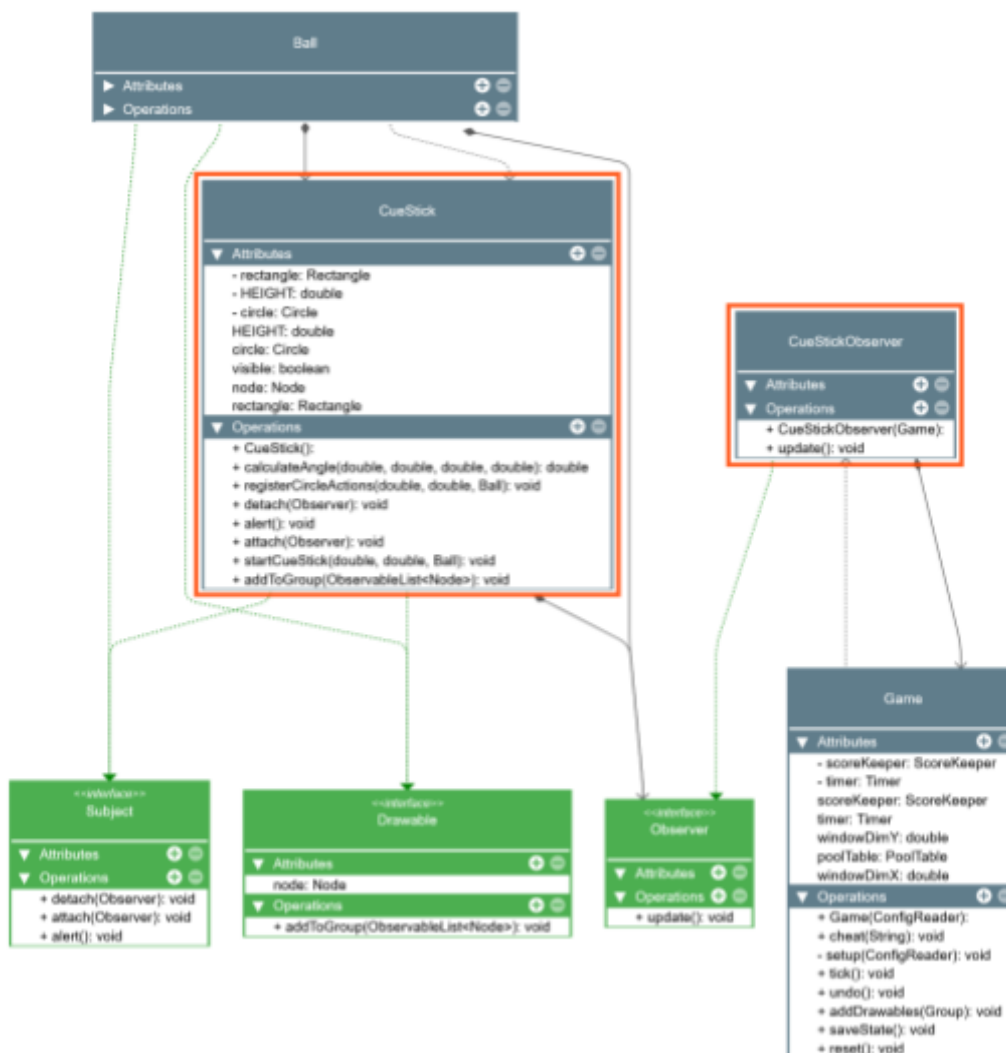 Ball
Attributes
Operations
CueStick
Attributes
- rectangle: Rectangle
- HEIGHT: double
- circle: Circle
HEIGHT: double
circle: Circle
visible: boolean
node: Node
rectangle: Rectangle
Operations
+ CueStick():
+ calculateAngle(double, double, double, double): double
+ registerCircleActions(double, double, Ball): void
+ detach(Observer): void
+ alert(): void
+ attach(Observer): void
+ startCueStick(double, double, Ball): void
+ addToGroup(ObservableList<Node>): void
CueStickObserver
Attributes
Operations
+ CueStickObserver(Game):
+ update(): void
<<interface>>
Subject
Attributes
Operations
+ detach(Observer): void
+ attach(Observer): void
+ alert(): void
<<interface>>
Drawable
Attributes
node: Node
Operations
+ addToGroup(ObservableList<Node>): void
<<interface>>
Observer
Attributes
Operations
+ update(): void
Game
Attributes
- scoreKeeper: ScoreKeeper
- timer: Timer
scoreKeeper: ScoreKeeper
timer: Timer
windowDimY: double
poolTable: PoolTable
windowDimX: double
Operations
+ Game(ConfigReader):
+ cheat(String): void
- setup(ConfigReader): void
+ tick(): void
+ undo(): void
+ addDrawables(Group): void
+ saveState(): void
+ reset(): void